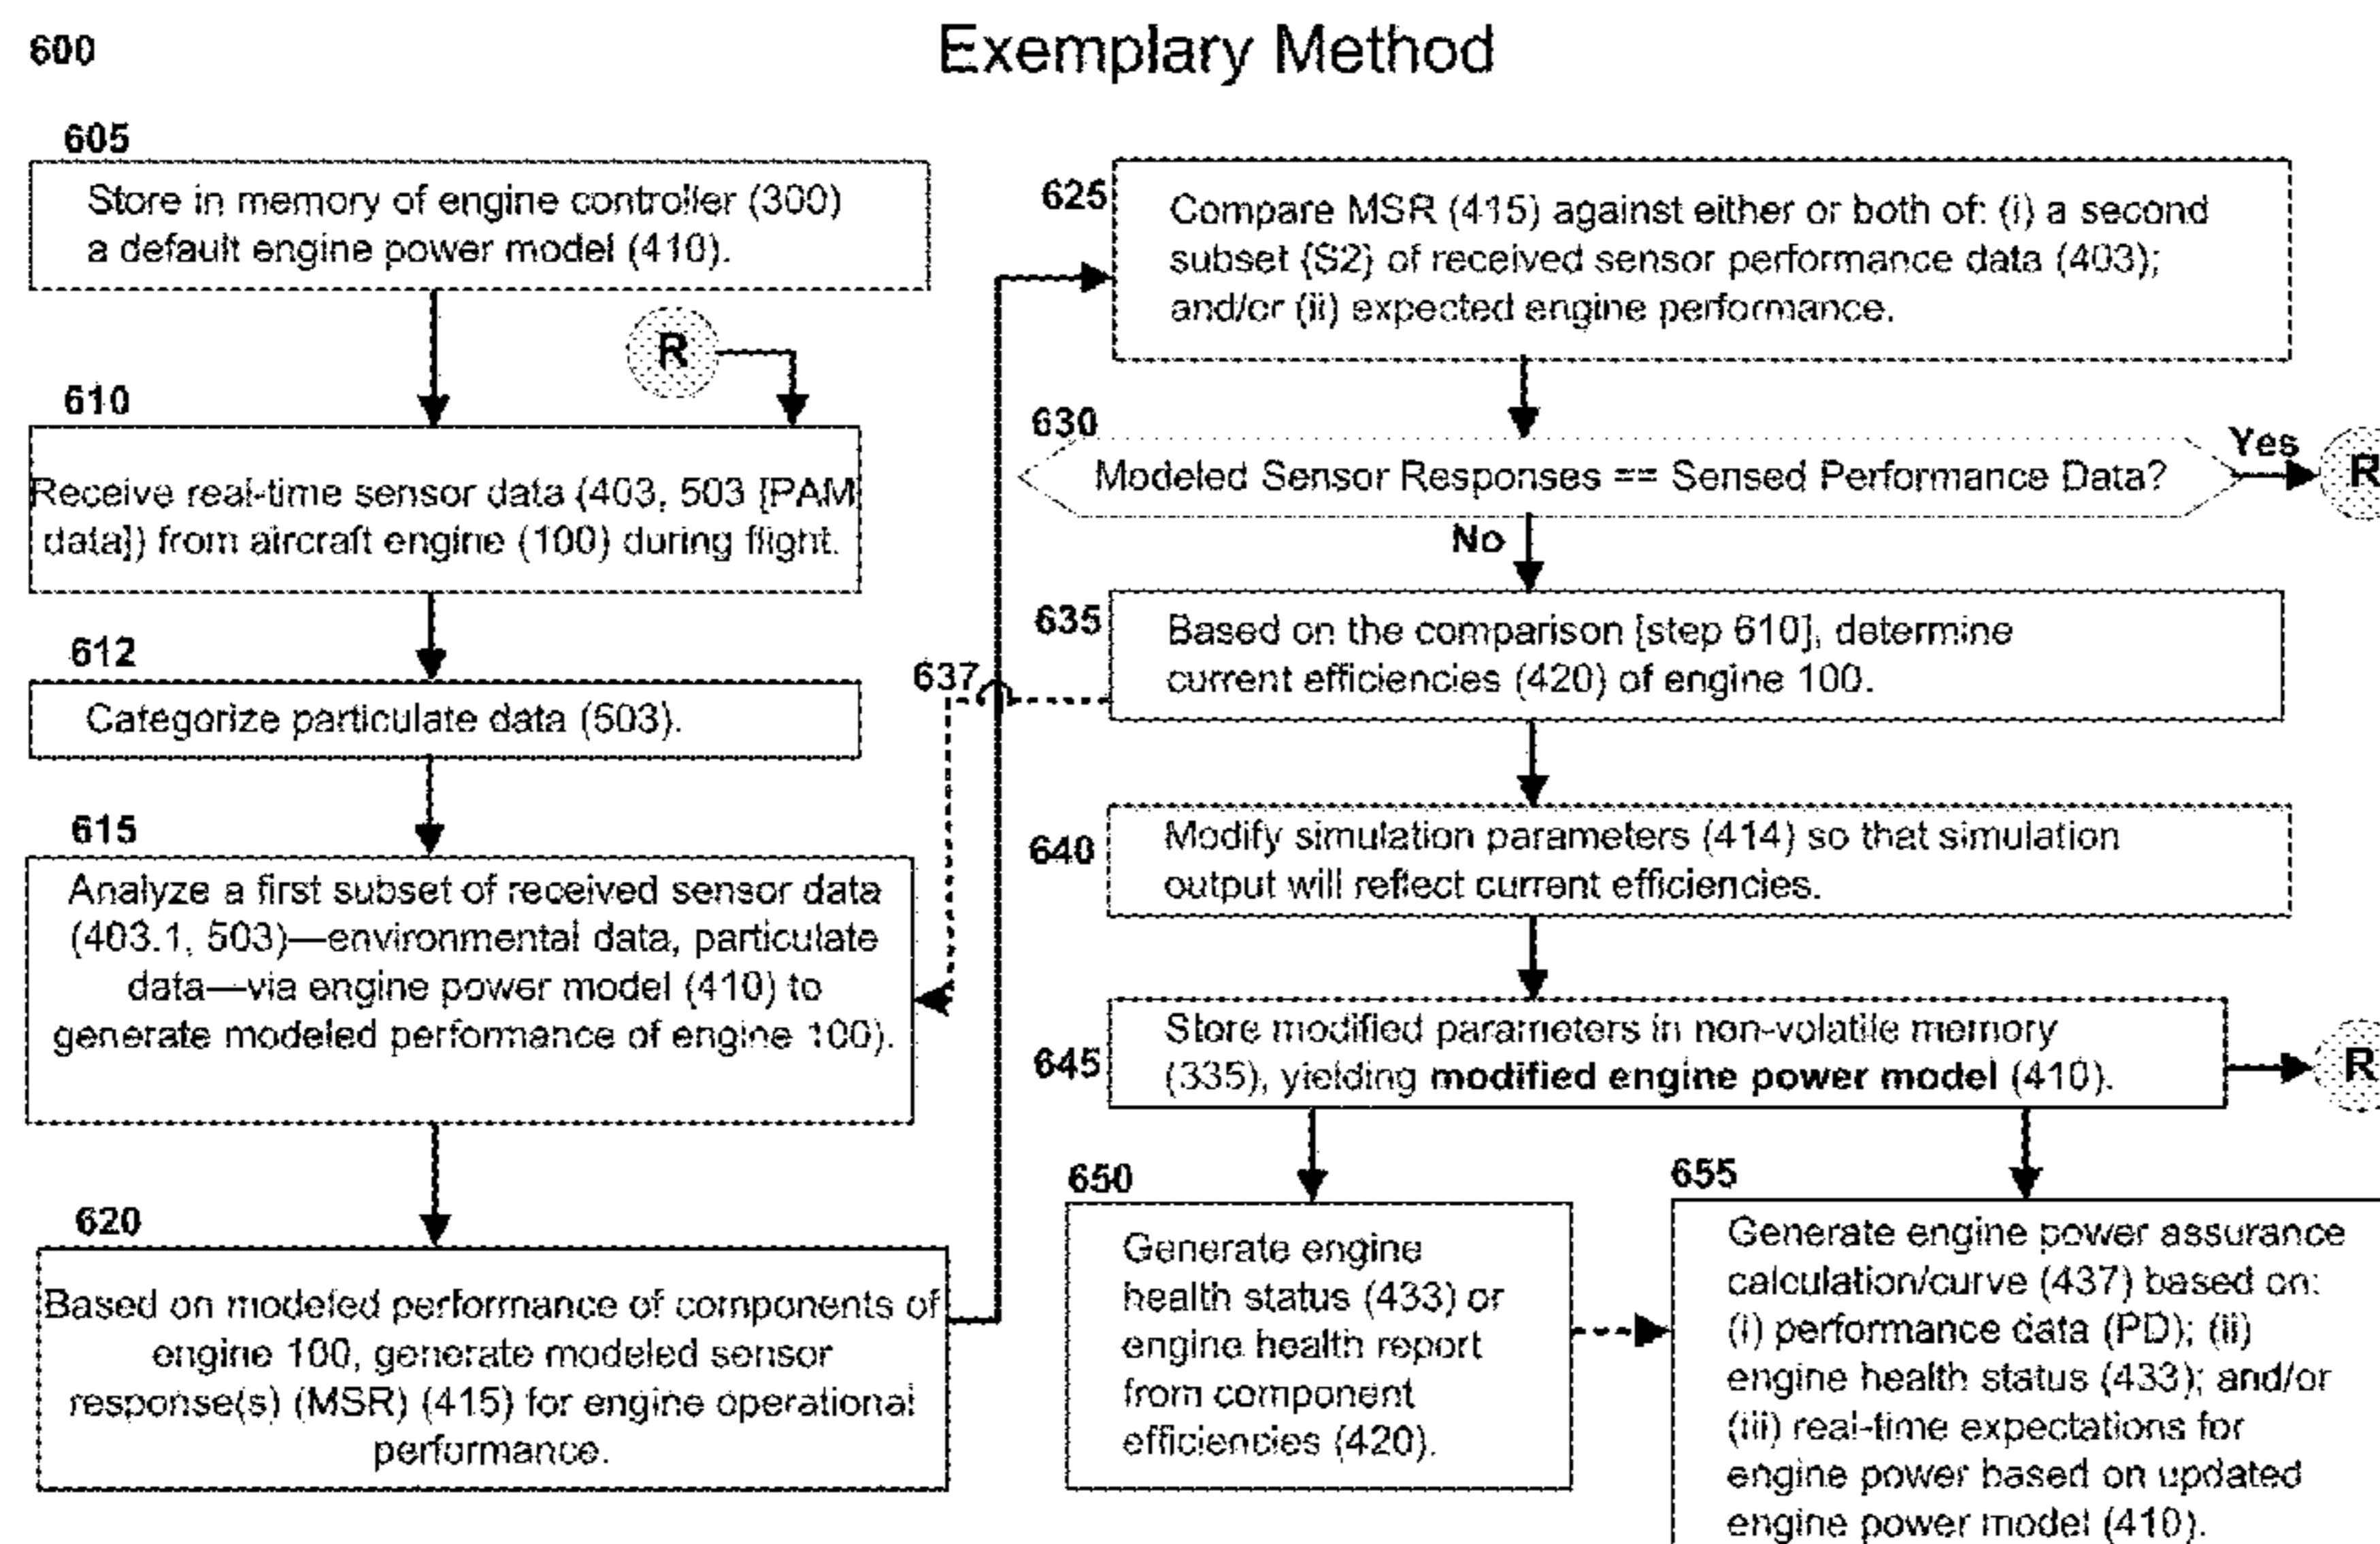 600
Exemplary Method
605
Store in memory of engine controller (300)
a default engine power model (410).
R
610
Receive real-time sensor data (403, 503 [PAM
data]) from aircraft engine (100) during flight.
612
Categorize particulate data (503).
615
Analyze a first subset of received sensor data
(403.1, 503)—environmental data, particulate
data—via engine power model (410) to
generate modeled performance of engine 100).
620
Based on modeled performance of components of
engine 100, generate modeled sensor
response(s) (MSR) (415) for engine operational
performance.
625
Compare MSR (415) against either or both of: (i) a second
subset {S2} of received sensor performance data (403);
and/or (ii) expected engine performance.
630
Modeled Sensor Responses == Sensed Performance Data?
Yes
R
No
635
Based on the comparison [step 610], determine
current efficiencies (420) of engine 100.
637
640
Modify simulation parameters (414) so that simulation
output will reflect current efficiencies.
645
Store modified parameters in non-volatile memory
(335), yielding modified engine power model (410).
R
650
Generate engine
health status (433) or
engine health report
from component
efficiencies (420).
655
Generate engine power assurance
calculation/curve (437) based on:
(i) performance data (PD); (ii)
engine health status (433); and/or
(iii) real-time expectations for
engine power based on updated
engine power model (410).